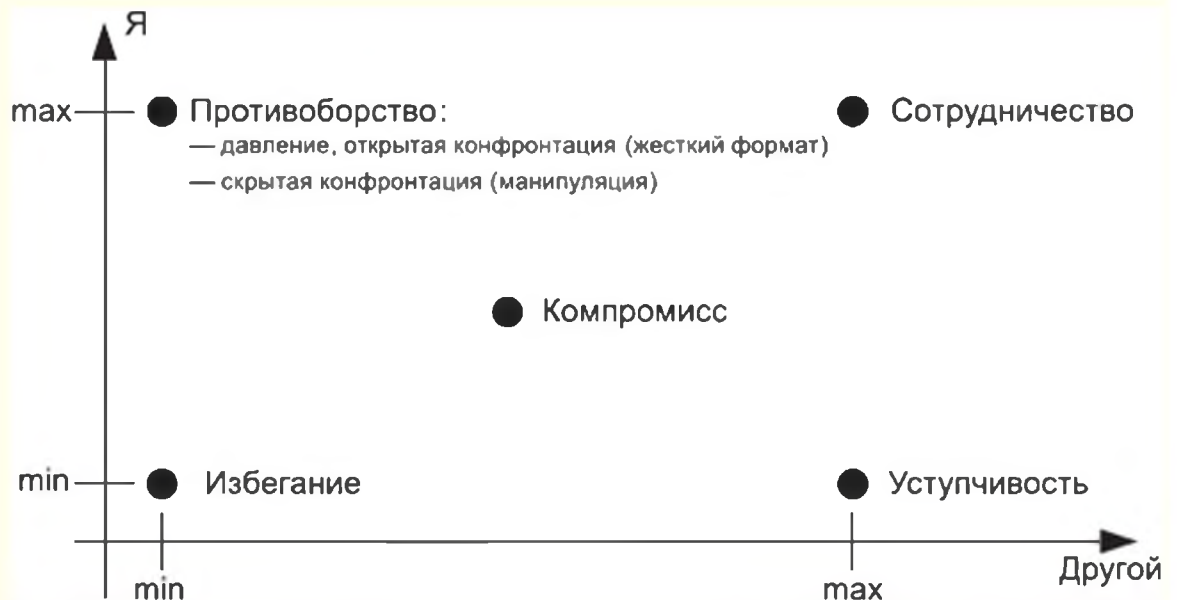 Я
max
Противоборство:
— давление, открытая конфронтация (жесткий формат)
— скрытая конфронтация (манипуляция)
Сотрудничество
Компромисс
min
Избегание
Уступчивость
min
max
Другой